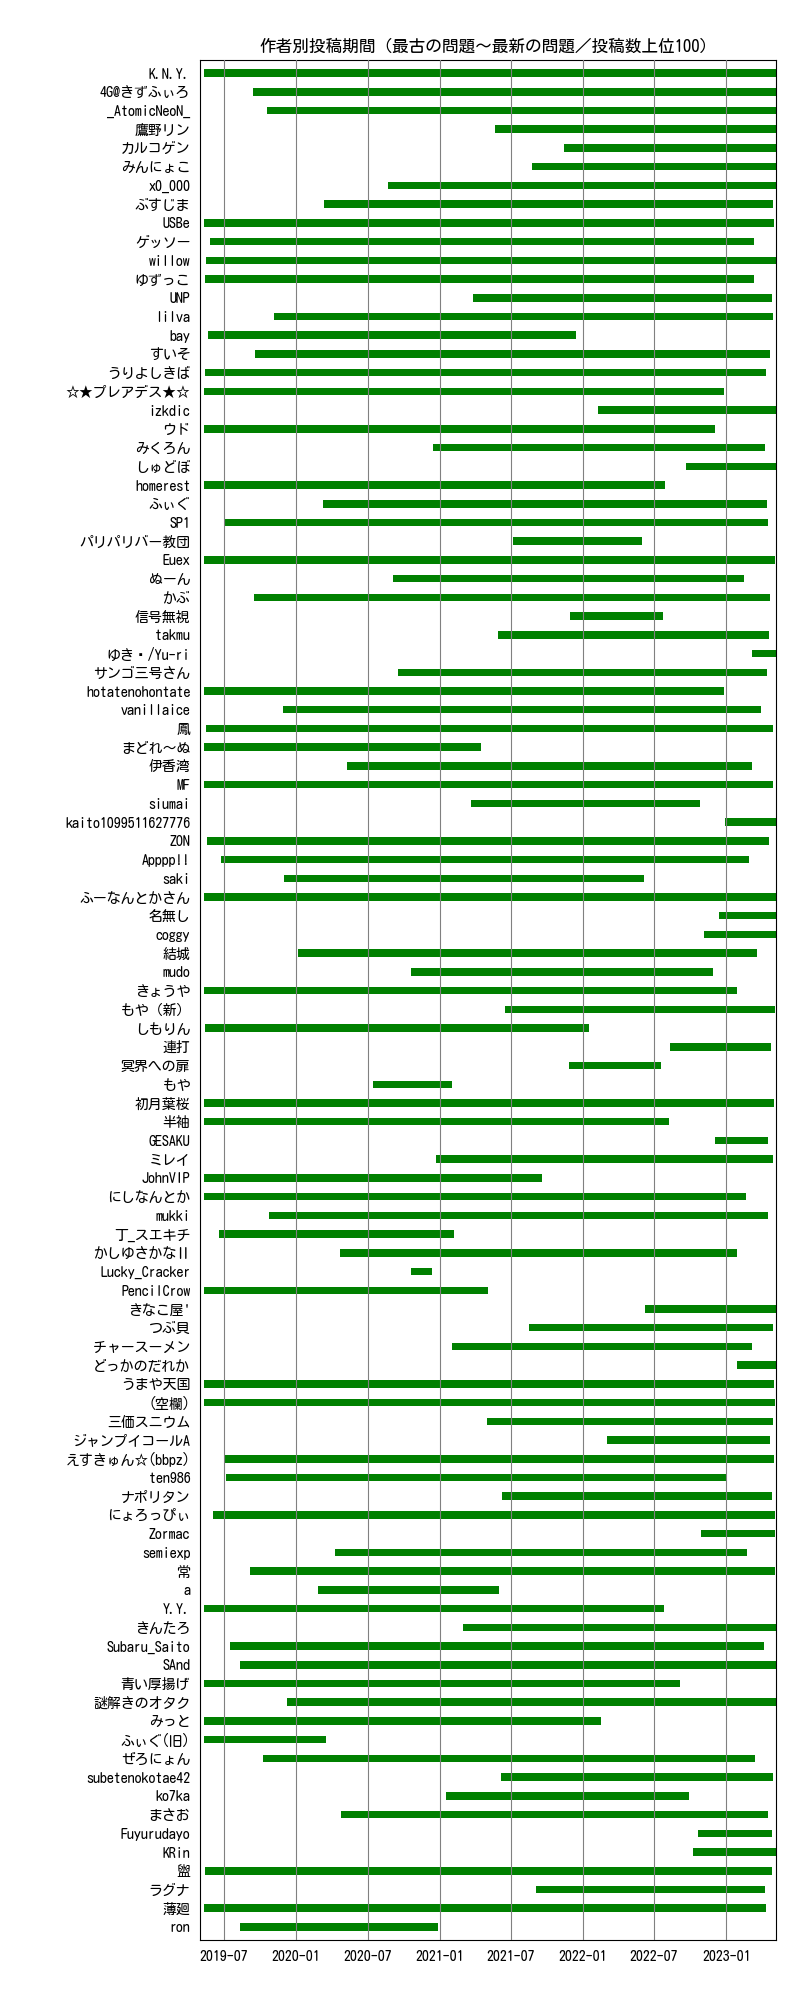 作者別投稿期間（最古の問題～最新の問題／投稿数上位100）
K.N.Y.
4G@きずふぃろ
_AtomicNeoN_
鷹野リン
カルコゲン
みんにょこ
x0_000
ぶすじま
USBe
ゲッソー
willow
ゆずっこ
UNP
lilva
bay
すいそ
うりよしきば
☆★プレアデス★☆
izkdic
ウド
みくろん
しゅどぼ
homerest
ふぃぐ
SP1
パリパリバー教団
Euex
ぬーん
かぶ
信号無視
takmu
ゆき・/Yu-ri
サンゴ三号さん
hotatenohontate
vanillaice
鳳
まどれ～ぬ
伊香湾
MF
siumai
kaito1099511627776
ZON
Appppll
saki
ふーなんとかさん
名無し
coggy
結城
mudo
きょうや
もや（新）
しもりん
連打
冥界への扉
もや
初月葉桜
半袖
GESAKU
ミレイ
JohnVIP
にしなんとか
mukki
丁_スエキチ
かしゆさかなⅡ
Lucky_Cracker
PencilCrow
きなこ屋'
つぶ貝
チャースーメン
どっかのだれか
うまや天国
(空欄)
三価スニウム
ジャンプイコールA
えすきゅん☆(bbpz)
ten986
ナポリタン
にょろっぴぃ
Zormac
semiexp
常
a
Y.Y.
きんたろ
Subaru_Saito
SAnd
青い厚揚げ
謎解きのオタク
みっと
ふぃぐ(旧)
ぜろにょん
subetenokotae42
ko7ka
まさお
Fuyurudayo
KRin
盥
ラグナ
薄廻
ron
2019-07 2020-01 2020-07 2021-01 2021-07 2022-01 2022-07 2023-01